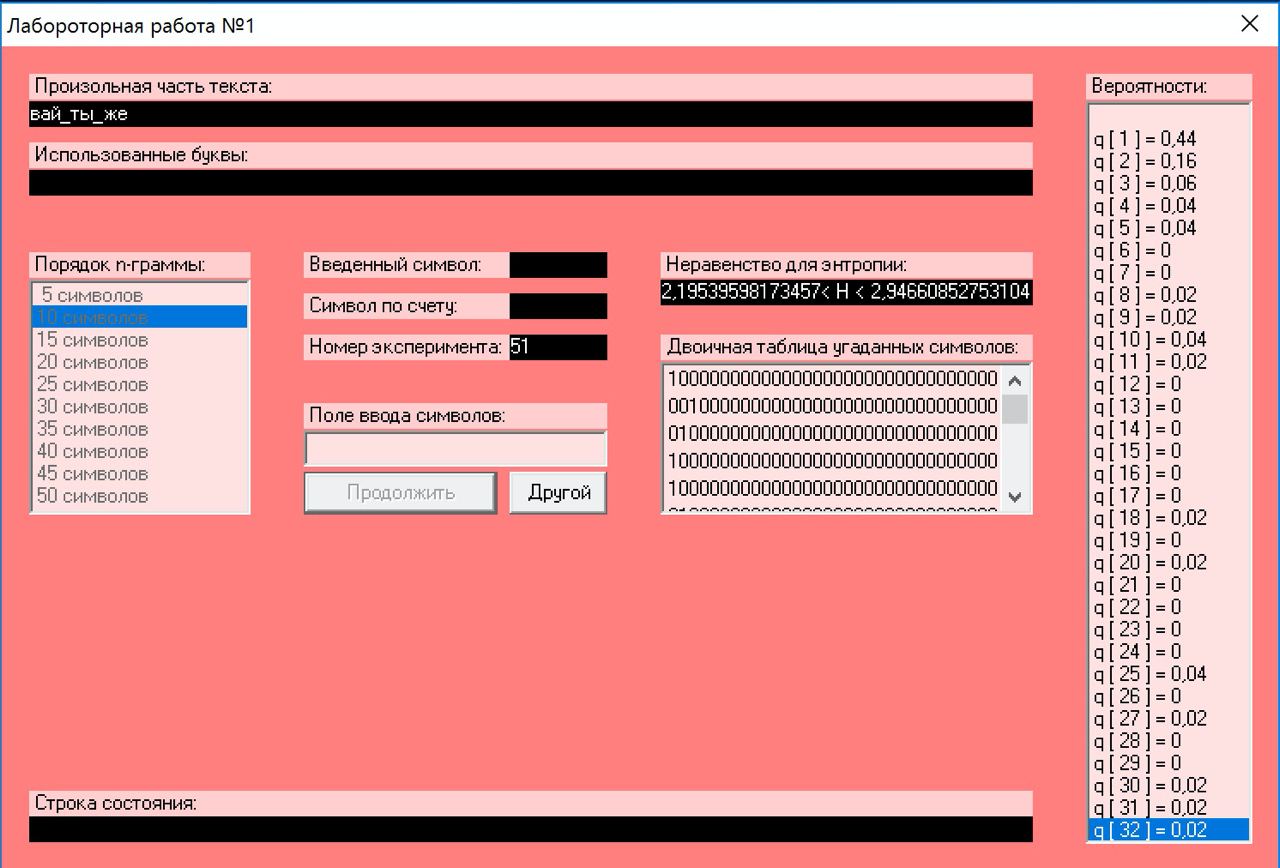 Лабороторная работа №1
Произольная часть текста:
вай_ты_же
Использованные буквы:
Порядок n-граммы:
5 символов
10 символов
15 символов
20 символов
25 символов
30 символов
35 символов
40 символов
45 символов
50 символов
Введенный символ:
Символ по счету:
Номер эксперимента: 51
Поле ввода символов:
Продолжить
Другой
Неравенство для энтропии:
2,19539598173457< H < 2,94660852753104
Двоичная таблица угаданных символов:
10000000000000000000000000000000
00100000000000000000000000000000
01000000000000000000000000000000
10000000000000000000000000000000
10000000000000000000000000000000
Строка состояния:
Вероятности:
q [ 1 ] = 0,44
q [ 2 ] = 0,16
q [ 3 ] = 0,06
q [ 4 ] = 0,04
q [ 5 ] = 0,04
q [ 6 ] = 0
q [ 7 ] = 0
q [ 8 ] = 0,02
q [ 9 ] = 0,02
q [ 10 ] = 0,04
q [ 11 ] = 0,02
q [ 12 ] = 0
q [ 13 ] = 0
q [ 14 ] = 0
q [ 15 ] = 0
q [ 16 ] = 0
q [ 17 ] = 0
q [ 18 ] = 0,02
q [ 19 ] = 0
q [ 20 ] = 0,02
q [ 21 ] = 0
q [ 22 ] = 0
q [ 23 ] = 0
q [ 24 ] = 0
q [ 25 ] = 0,04
q [ 26 ] = 0
q [ 27 ] = 0,02
q [ 28 ] = 0
q [ 29 ] = 0
q [ 30 ] = 0,02
q [ 31 ] = 0,02
q [ 32 ] = 0,02